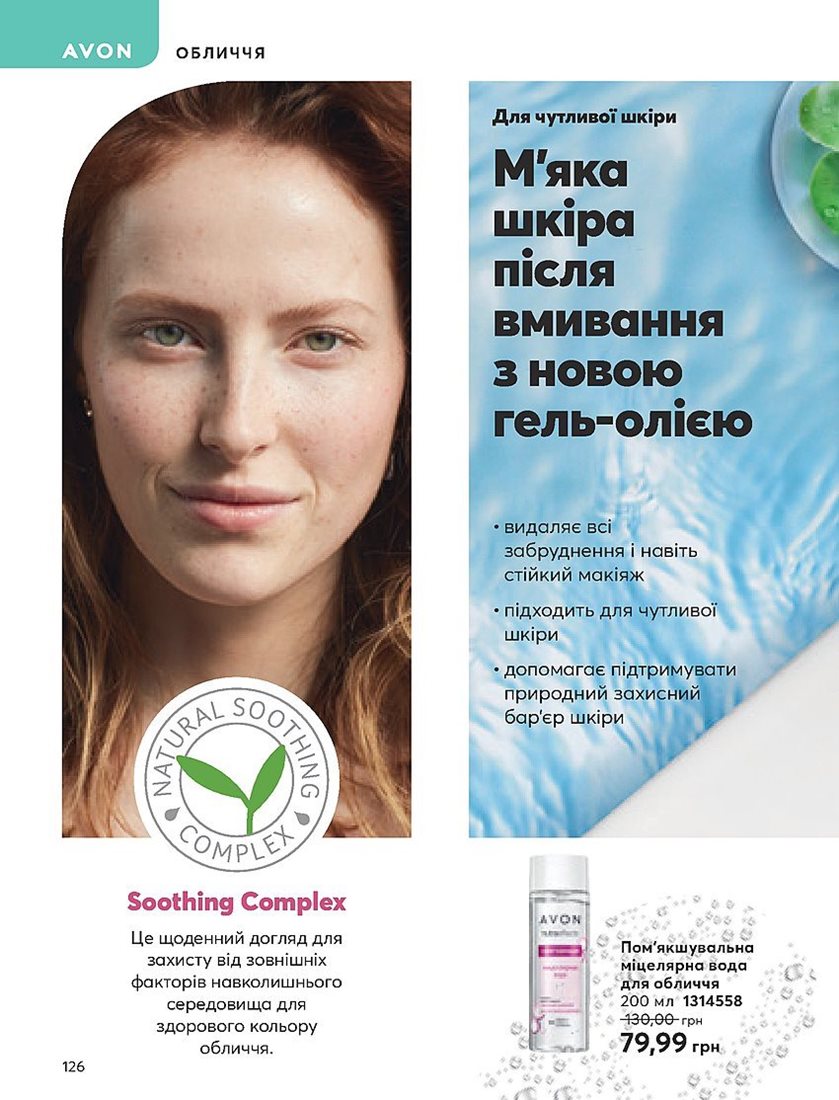 AVON
ОБЛИЧЧЯ
Для чутливої шкіри
М'яка
шкіра
після
вмивання
з новою
гель-олією
• видаляє всі
забруднення і навіть
стійкий макіяж
• підходить для чутливої
шкіри
• допомагає підтримувати
природний захисний
бар'єр шкіри
NATURAL SOOTHING
COMPLEX
Soothing Complex
Це щоденний догляд для
захисту від зовнішніх
факторів навколишнього
середовища для
здорового кольору
обличчя.
AVON
Пом'якшувальна
міцелярна вода
для обличчя
200 мл 1314558
130,00 грн
79,99 грн
126